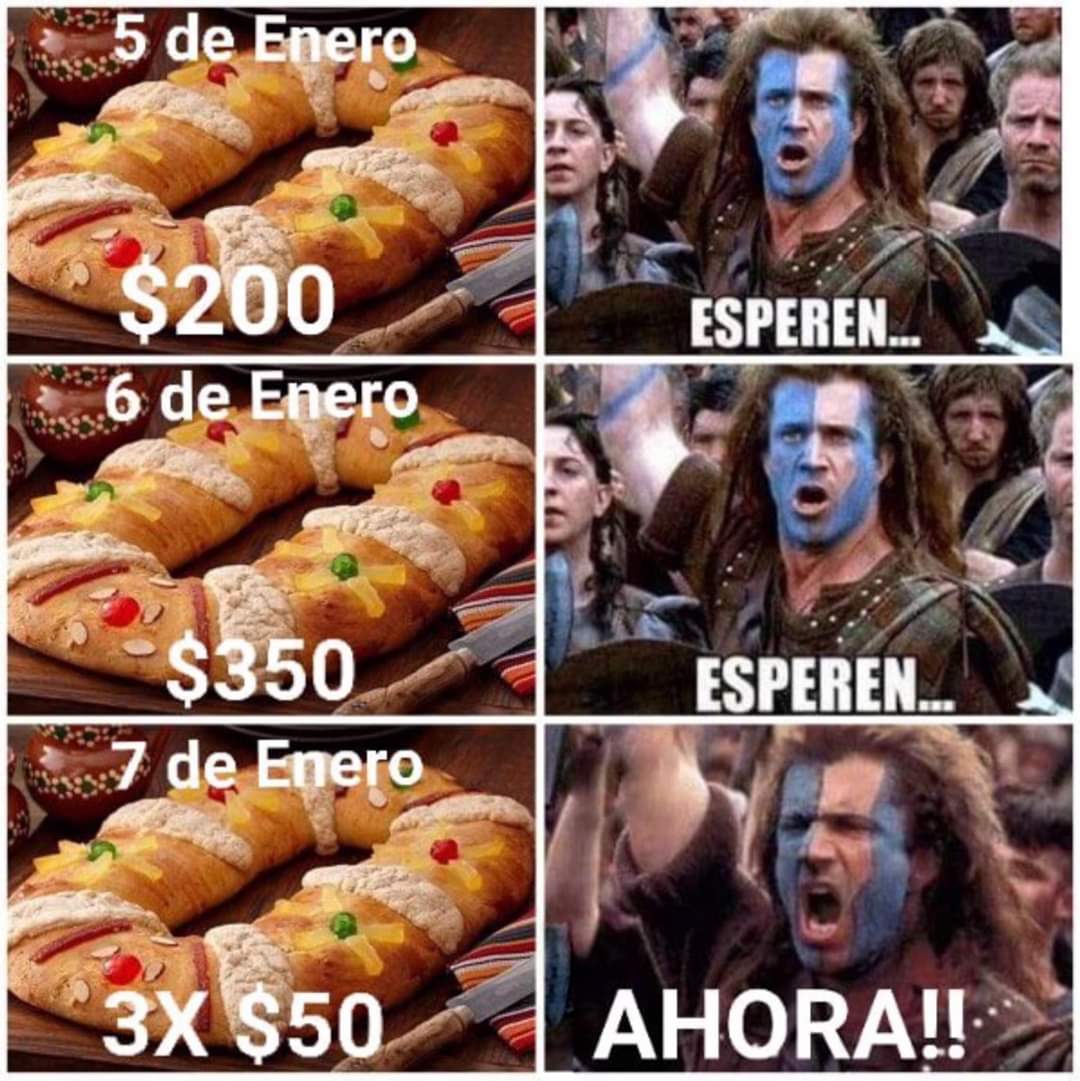 5 de Enero
$200
ESPEREN...
6 de Enero
$350
ESPEREN...
7 de Enero
3X $50
AHORA!!